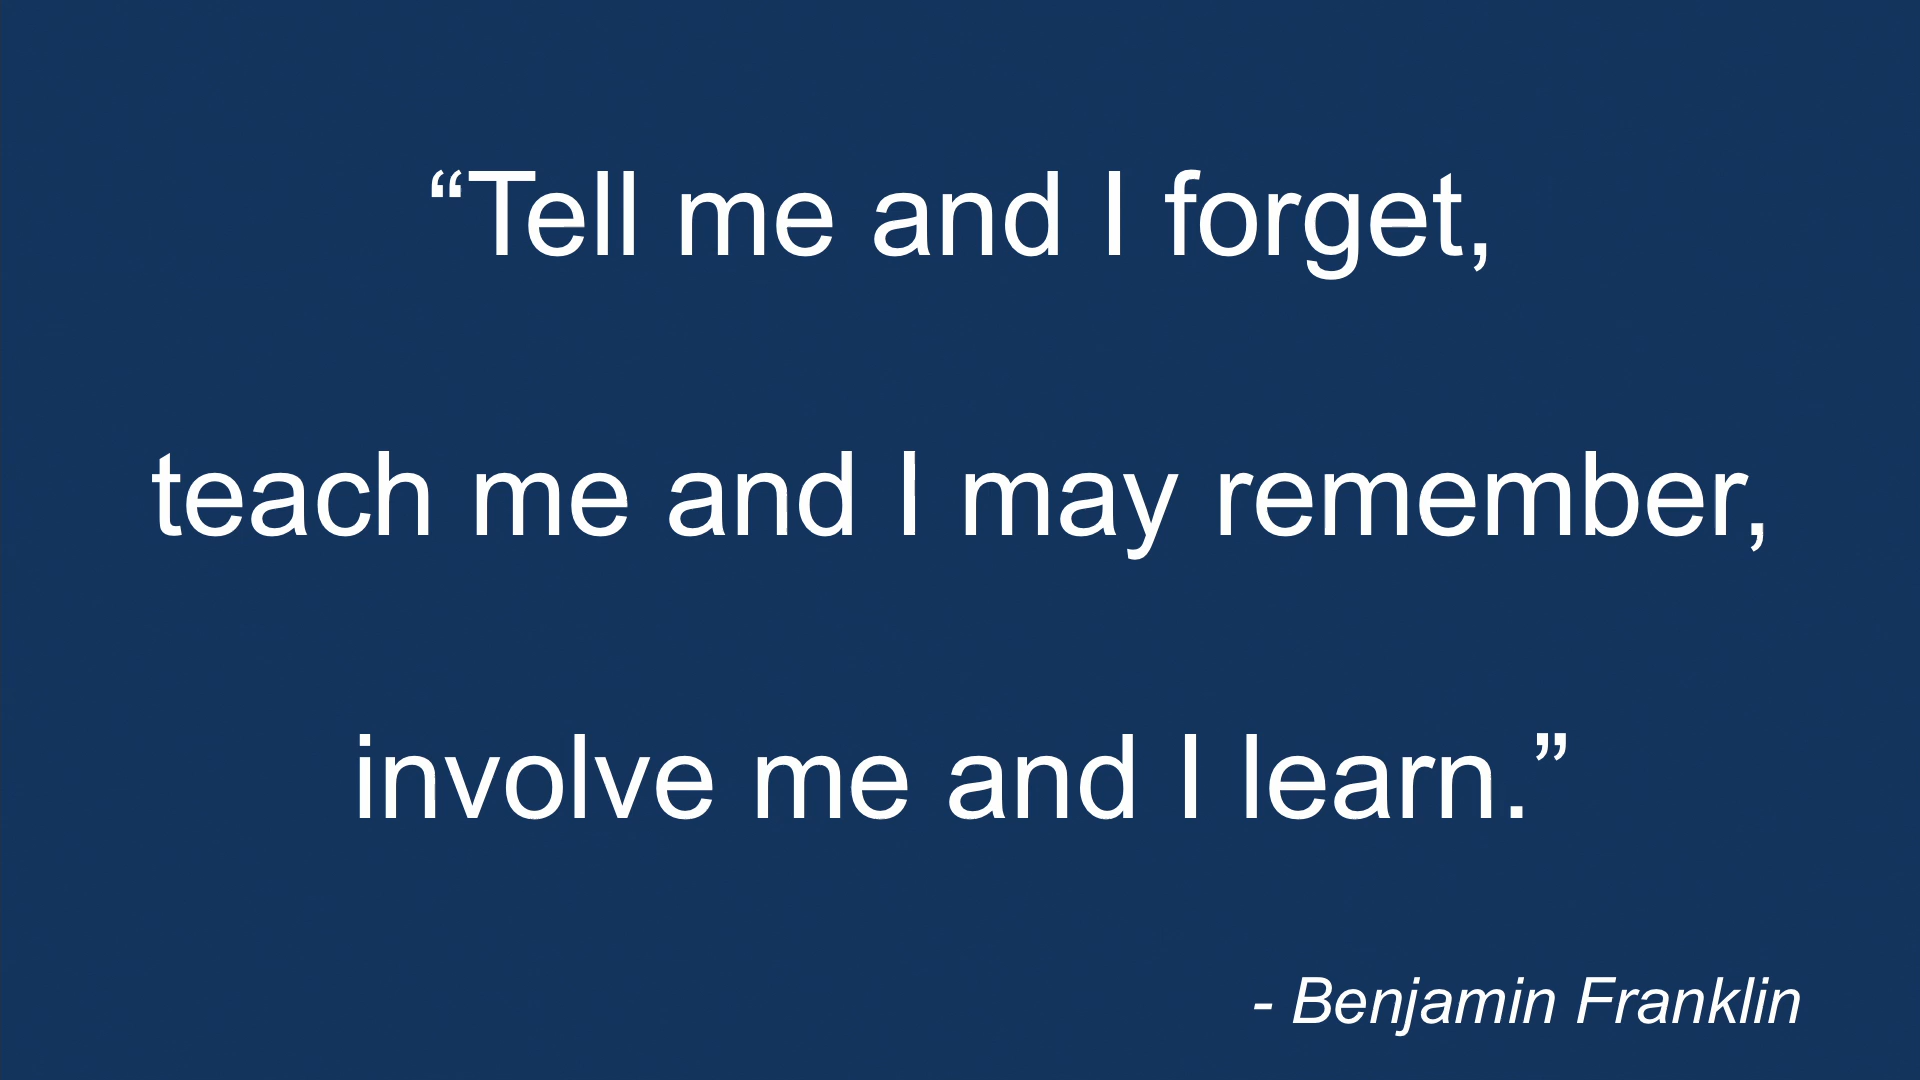 “Tell me and I forget,
teach me and I may remember,
involve me and I learn.”
- Benjamin Franklin